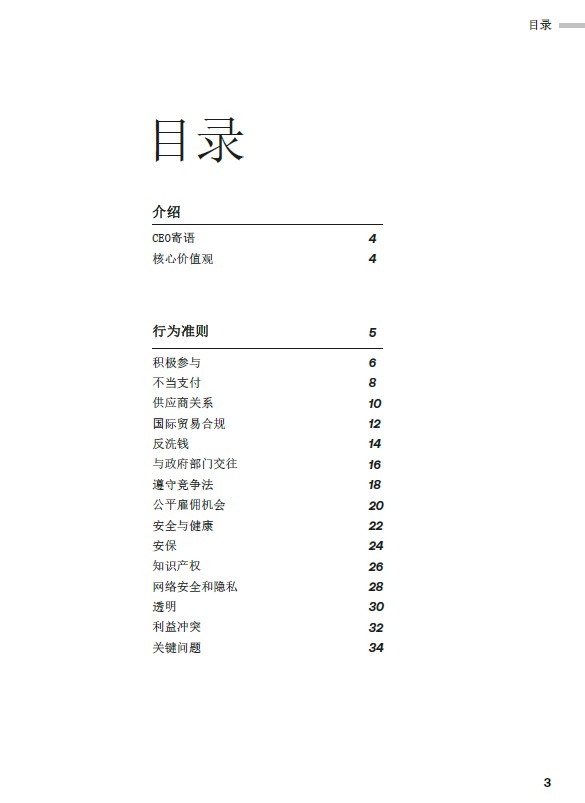 目录
目录
介绍
CEO寄语 4
核心价值观 4
行为准则 5
积极参与 6
不当支付 8
供应商关系 10
国际贸易合规 12
反洗钱 14
与政府部门交往 16
遵守竞争法 18
公平雇佣机会 20
安全与健康 22
安保 24
知识产权 26
网络安全和隐私 28
透明 30
利益冲突 32
关键问题 34
3